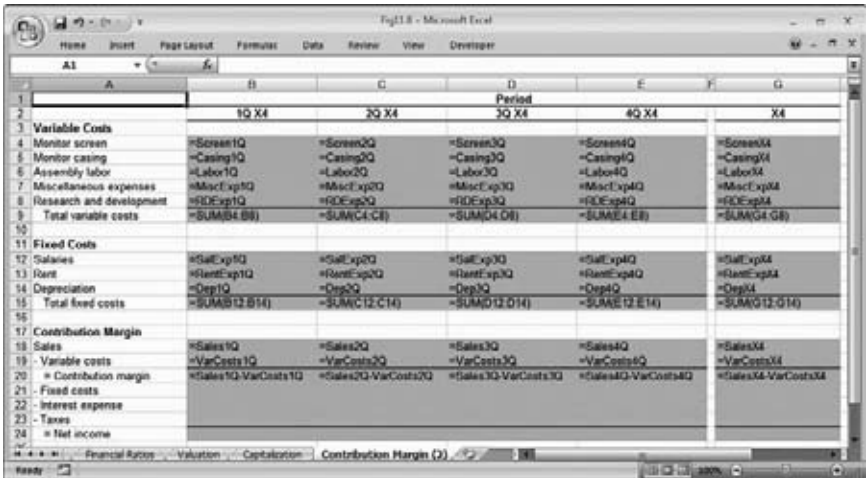 Fig13.8 - Microsoft Excel
Home Insert Page Layout Formulas Data Review View Developer
A1 fx
A B C D E F G
1 Period
2 1Q X4 2Q X4 3Q X4 4Q X4 X4
3 Variable Costs
4 Monitor screen =Screen1Q =Screen2Q =Screen3Q =Screen4Q =ScreenX4
5 Monitor casing =Casing1Q =Casing2Q =Casing3Q =Casing4Q =CasingX4
6 Assembly labor =Labor1Q =Labor2Q =Labor3Q =Labor4Q =LaborX4
7 Miscellaneous expenses =MiscExp1Q =MiscExp2Q =MiscExp3Q =MiscExp4Q =MiscExpX4
8 Research and development =RDExp1Q =RDExp2Q =RDExp3Q =RDExp4Q =RDExpX4
9 Total variable costs =SUM(B4:B8) =SUM(C4:C8) =SUM(D4:D8) =SUM(E4:E8) =SUM(G4:G8)
10
11 Fixed Costs
12 Salaries =SalExp1Q =SalExp2Q =SalExp3Q =SalExp4Q =SalExpX4
13 Rent =RentExp1Q =RentExp2Q =RentExp3Q =RentExp4Q =RentExpX4
14 Depreciation =Dep1Q =Dep2Q =Dep3Q =Dep4Q =DepX4
15 Total fixed costs =SUM(B12:B14) =SUM(C12:C14) =SUM(D12:D14) =SUM(E12:E14) =SUM(G12:G14)
16
17 Contribution Margin
18 Sales =Sales1Q =Sales2Q =Sales3Q =Sales4Q =SalesX4
19 - Variable costs =VarCosts1Q =VarCosts2Q =VarCosts3Q =VarCosts4Q =VarCostsX4
20 = Contribution margin =Sales1Q-VarCosts1Q =Sales2Q-VarCosts2Q =Sales3Q-VarCosts3Q =Sales4Q-VarCosts4Q =SalesX4-VarCostsX4
21 - Fixed costs
22 - Interest expense
23 - Taxes
24 = Net income
Financial Ratios Valuation Capitalization Contribution Margin (2)
Ready 100%